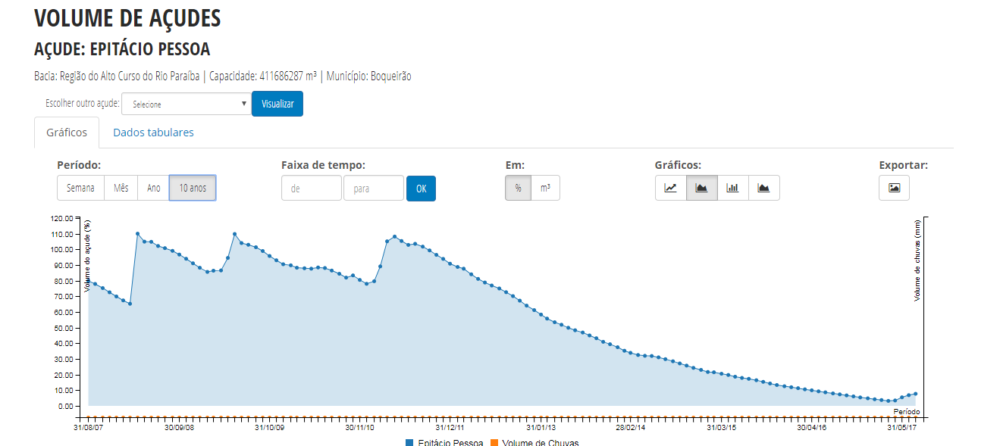 VOLUME DE AÇUDES
AÇUDE: EPITÁCIO PESSOA
Bacia: Região do Alto Curso do Rio Paraíba | Capacidade: 411686287 m³ | Município: Boqueirão
Escolher outro açude: Selecione Visualizar
Gráficos Dados tabulares
Período: Faixa de tempo: Em: Gráficos: Exportar:
Semana Mês Ano 10 anos de para OK % m³
120.00
110.00
100.00
90.00
80.00
70.00
60.00
50.00
40.00
30.00
20.00
10.00
0.00
Volume do açude (%)
Volume de chuvas (mm)
Período
31/08/07 30/09/08 31/10/09 30/11/10 31/12/11 31/01/13 28/02/14 31/03/15 30/04/16 31/05/17
Epitácio Pessoa Volume de Chuvas